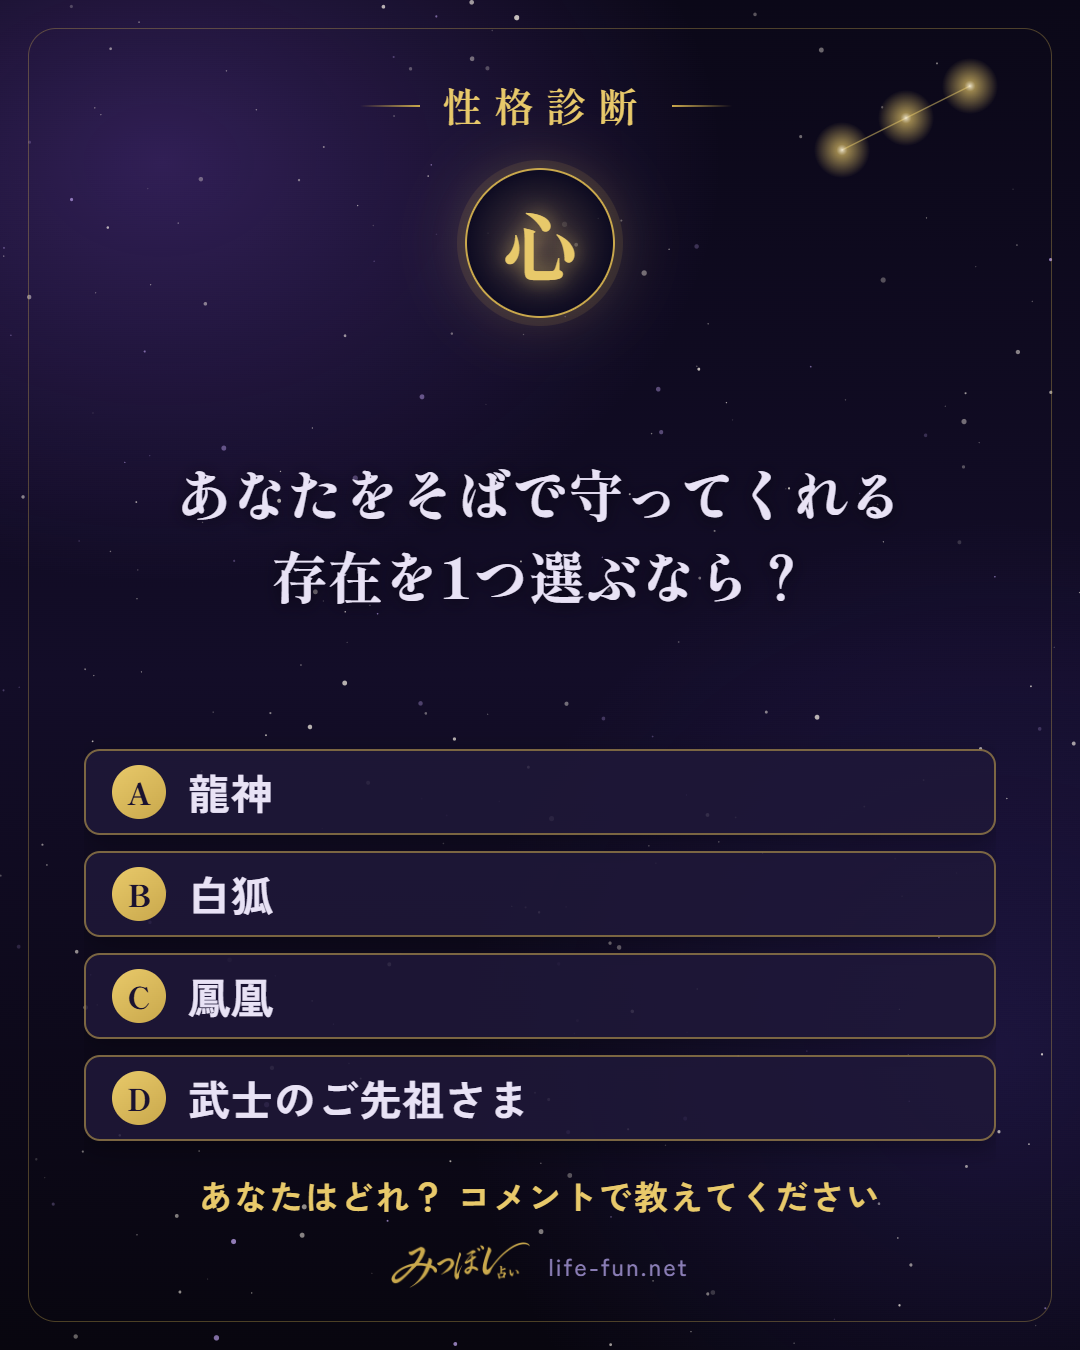 性格診断
心
あなたをそばで守ってくれる
存在を1つ選ぶなら？
A 龍神
B 白狐
C 鳳凰
D 武士のご先祖さま
あなたはどれ？ コメントで教えてください
みつぼし占い life-fun.net